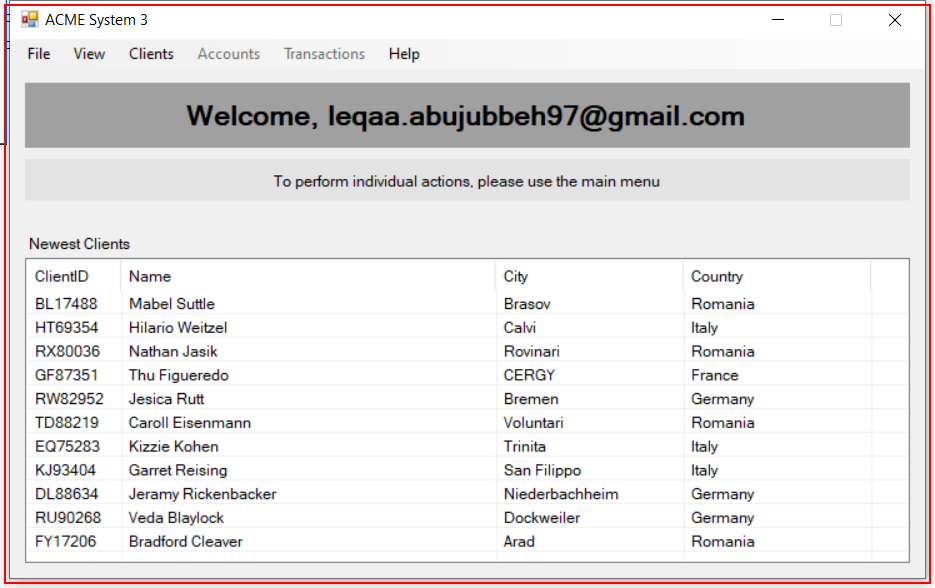 ACME System 3
File View Clients Accounts Transactions Help
Welcome, leqaa.abujubbeh97@gmail.com
To perform individual actions, please use the main menu
Newest Clients
ClientID Name City Country
BL17488 Mabel Suttle Brasov Romania
HT69354 Hilario Weitzel Calvi Italy
RX80036 Nathan Jasik Rovinari Romania
GF87351 Thu Figueredo CERGY France
RW82952 Jesica Rutt Bremen Germany
TD88219 Caroll Eisenmann Voluntari Romania
EQ75283 Kizzie Kohen Trinita Italy
KJ93404 Garret Reising San Filippo Italy
DL88634 Jeramy Rickenbacker Niederbachheim Germany
RU90268 Veda Blaylock Dockweiler Germany
FY17206 Bradford Cleaver Arad Romania